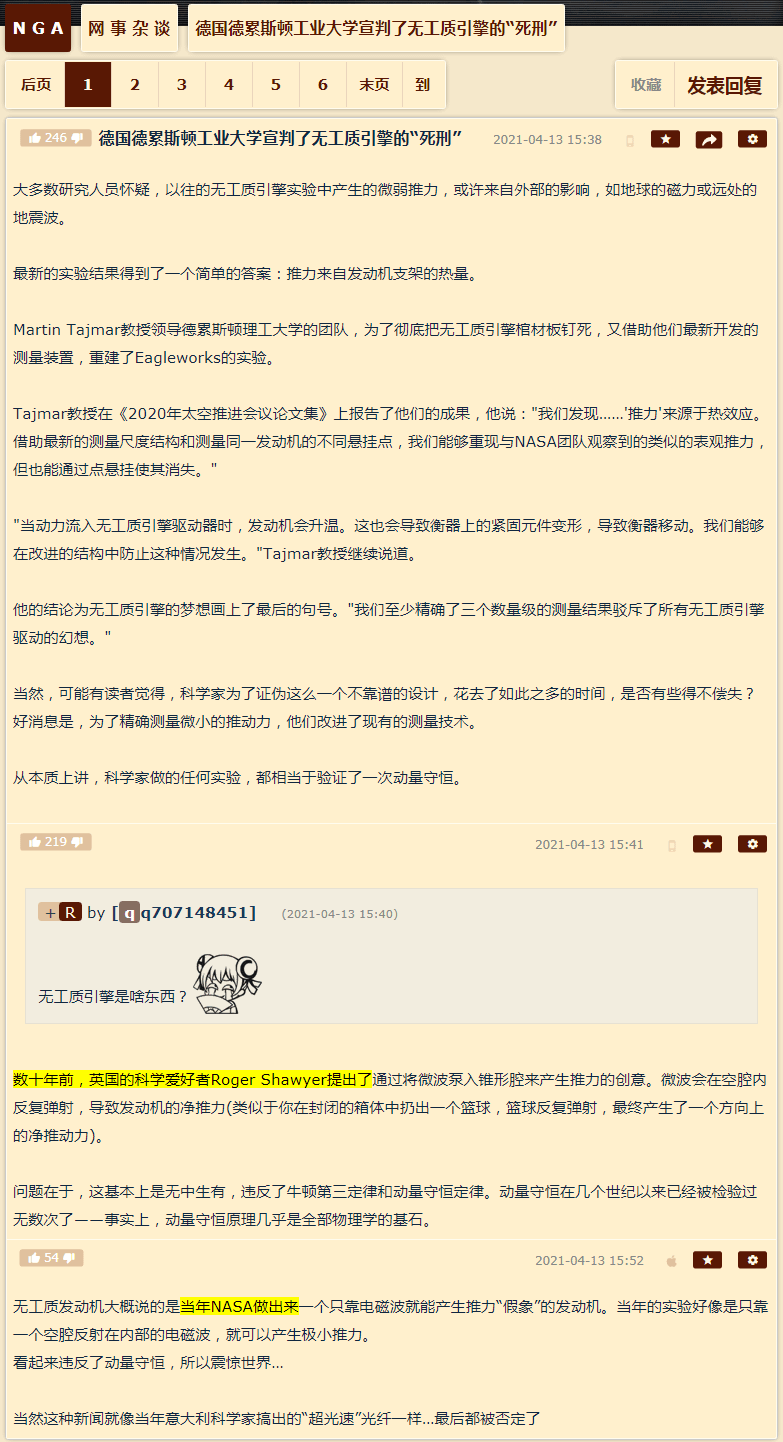 NGA 网事杂谈 德国德累斯顿工业大学宣判了无工质引擎的“死刑”
后页 1 2 3 4 5 6 末页 到 收藏 发表回复
246 德国德累斯顿工业大学宣判了无工质引擎的“死刑” 2021-04-13 15:38
大多数研究人员怀疑，以往的无工质引擎实验中产生的微弱推力，或许来自外部的影响，如地球的磁力或远处的
地震波。
最新的实验结果得到了一个简单的答案：推力来自发动机支架的热量。
Martin Tajmar教授领导德累斯顿理工大学的团队，为了彻底把无工质引擎棺材板钉死，又借助他们最新开发的
测量装置，重建了Eagleworks的实验。
Tajmar教授在《2020年太空推进会议论文集》上报告了他们的成果，他说："我们发现……'推力'来源于热效应。
借助最新的测量尺度结构和测量同一发动机的不同悬挂点，我们能够重现与NASA团队观察到的类似的表观推力，
但也能通过点悬挂使其消失。"
"当动力流入无工质引擎驱动器时，发动机会升温。这也会导致衡器上的紧固元件变形，导致衡器移动。我们能够
在改进的结构中防止这种情况发生。"Tajmar教授继续说道。
他的结论为无工质引擎的梦想画上了最后的句号。"我们至少精确了三个数量级的测量结果驳斥了所有无工质引擎
驱动的幻想。"
当然，可能有读者觉得，科学家为了证伪这么一个不靠谱的设计，花去了如此之多的时间，是否有些得不偿失？
好消息是，为了精确测量微小的推动力，他们改进了现有的测量技术。
从本质上讲，科学家做的任何实验，都相当于验证了一次动量守恒。
219 2021-04-13 15:41
+R by [qq707148451] (2021-04-13 15:40)
无工质引擎是啥东西？
数十年前，英国的科学爱好者Roger Shawyer提出了通过将微波泵入锥形腔来产生推力的创意。微波会在空腔内
反复弹射，导致发动机的净推力(类似于你在封闭的箱体中扔出一个篮球，篮球反复弹射，最终产生了一个方向上
的净推动力)。
问题在于，这基本上是无中生有，违反了牛顿第三定律和动量守恒定律。动量守恒在几个世纪以来已经被检验过
无数次了——事实上，动量守恒原理几乎是全部物理学的基石。
54 2021-04-13 15:52
无工质发动机大概说的是当年NASA做出来一个只靠电磁波就能产生推力“假象”的发动机。当年的实验好像是只靠
一个空腔反射在内部的电磁波，就可以产生极小推力。
看起来违反了动量守恒，所以震惊世界...
当然这种新闻就像当年意大利科学家搞出的“超光速”光纤一样...最后都被否定了